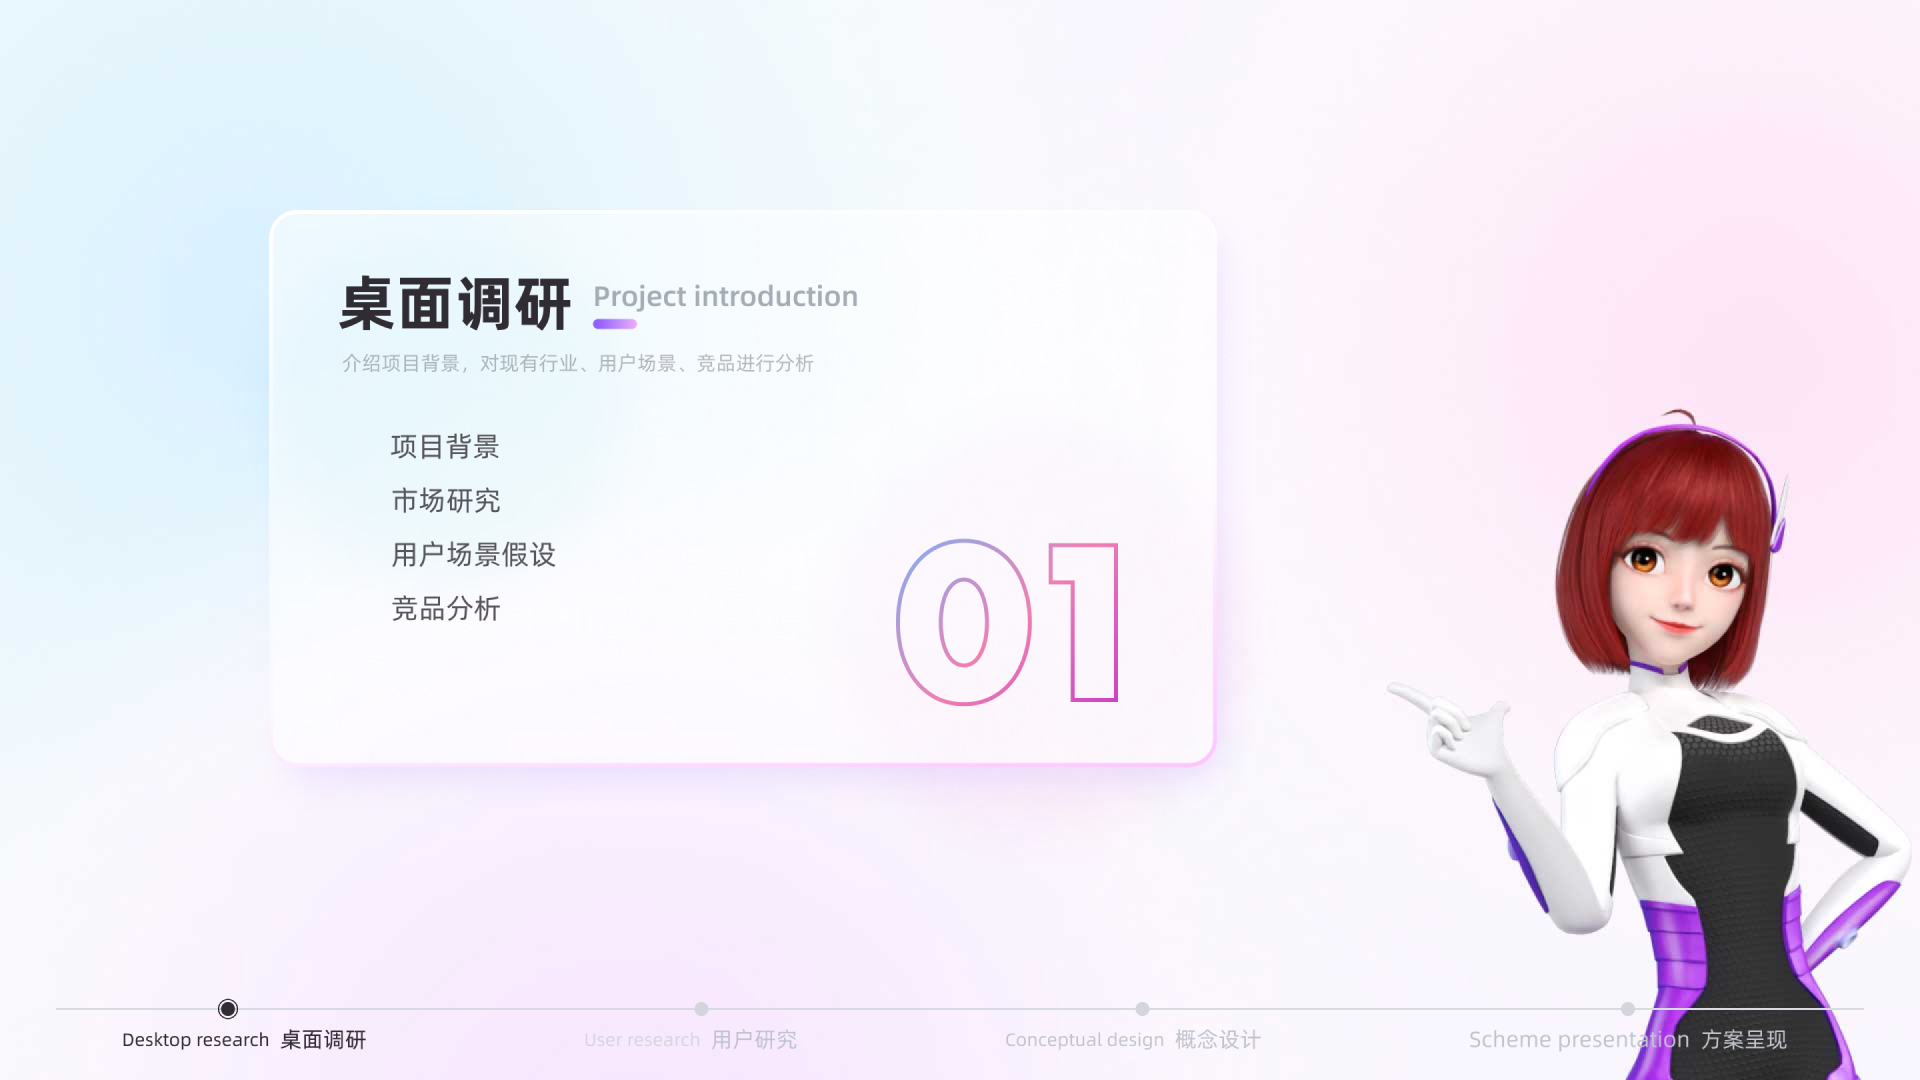 桌面调研 Project introduction
介绍项目背景，对现有行业、用户场景、竞品进行分析
项目背景
市场研究
用户场景假设
竞品分析
01
Desktop research 桌面调研
User research 用户研究
Conceptual design 概念设计
Scheme presentation 方案呈现